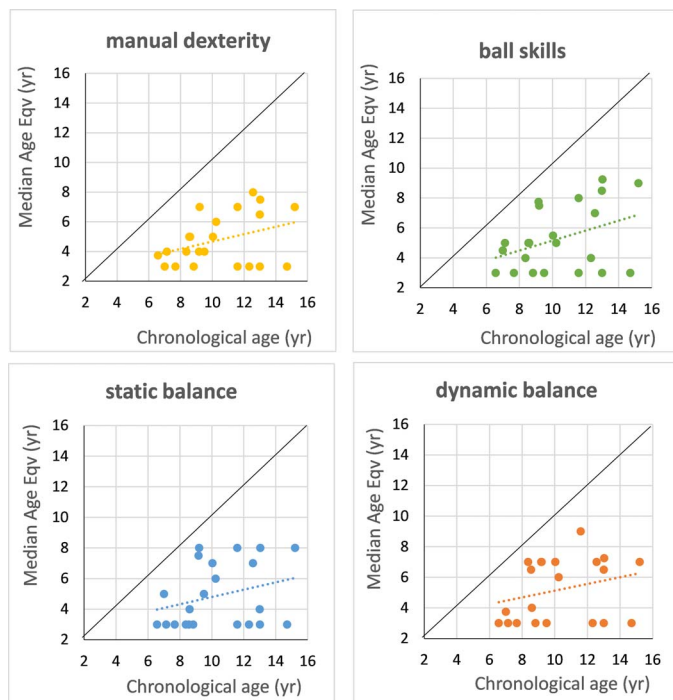 manual dexterity
Median Age Eqv (yr)
16
14
12
10
8
6
4
2
2 4 6 8 10 12 14 16
Chronological age (yr)
ball skills
Median Age Eqv (yr)
16
14
12
10
8
6
4
2
2 4 6 8 10 12 14 16
Chronological age (yr)
static balance
Median Age Eqv (yr)
16
14
12
10
8
6
4
2
2 4 6 8 10 12 14 16
Chronological age (yr)
dynamic balance
Median Age Eqv (yr)
16
14
12
10
8
6
4
2
2 4 6 8 10 12 14 16
Chronological age (yr)